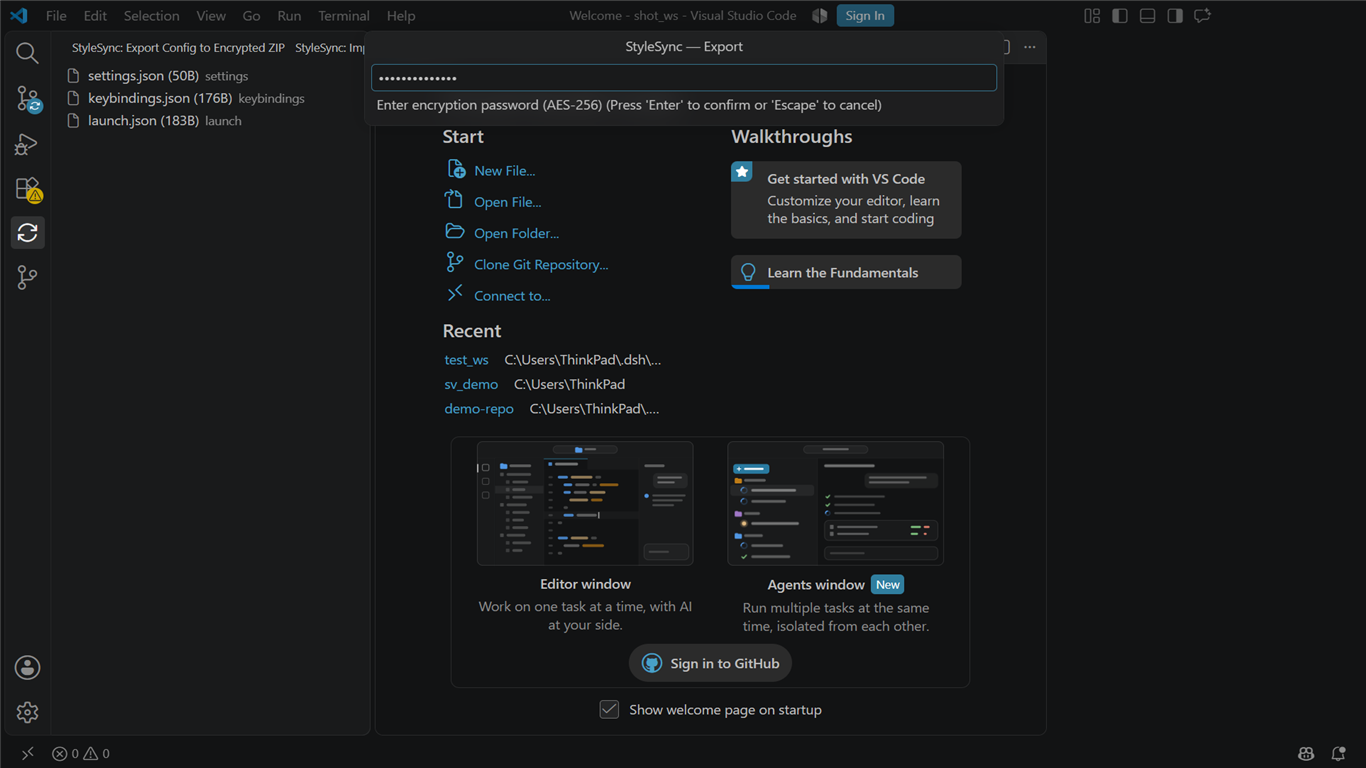 File Edit Selection View Go Run Terminal Help
Welcome - shot_ws - Visual Studio Code
Sign In
StyleSync: Export Config to Encrypted ZIP StyleSync: Imp
settings.json (50B) settings
keybindings.json (176B) keybindings
launch.json (183B) launch
StyleSync — Export
••••••••••••••
Enter encryption password (AES-256) (Press 'Enter' to confirm or 'Escape' to cancel)
Start
New File...
Open File...
Open Folder...
Clone Git Repository...
Connect to...
Recent
test_ws C:\Users\ThinkPad\.dsh\...
sv_demo C:\Users\ThinkPad
demo-repo C:\Users\ThinkPad\....
Walkthroughs
Get started with VS Code
Customize your editor, learn
the basics, and start coding
Learn the Fundamentals
Editor window
Work on one task at a time, with AI
at your side.
Agents window New
Run multiple tasks at the same
time, isolated from each other.
Sign in to GitHub
Show welcome page on startup
0 0